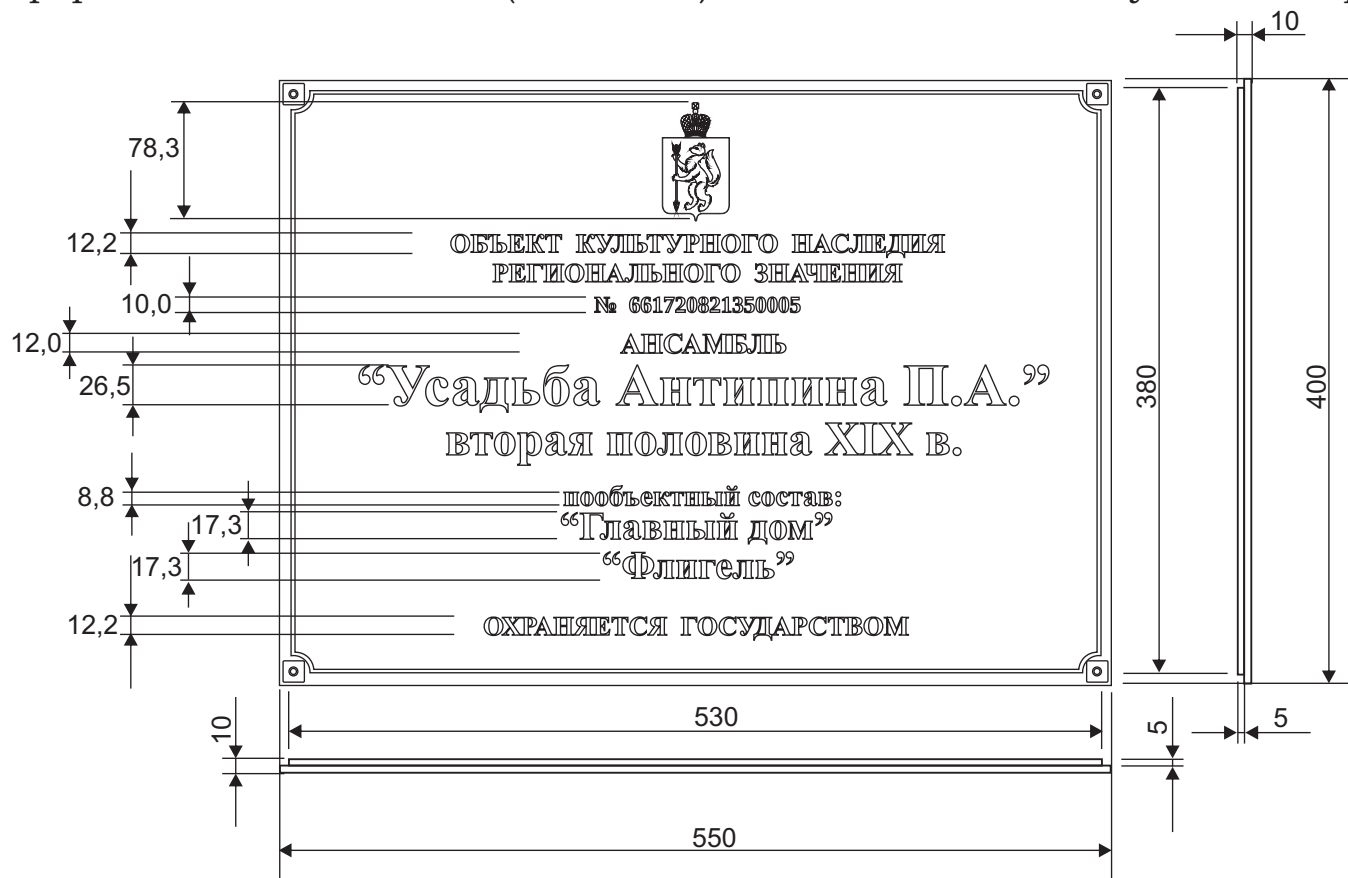 10
78,3
12,2
ОБЪЕКТ КУЛЬТУРНОГО НАСЛЕДИЯ
РЕГИОНАЛЬНОГО ЗНАЧЕНИЯ
10,0
№ 661720821350005
12,0
АНСАМБЛЬ
26,5
“Усадьба Антипина П.А.”
380
400
вторая половина XIX в.
8,8
пообъектный состав:
17,3
“Главный дом”
17,3
“Флигель”
12,2
ОХРАНЯЕТСЯ ГОСУДАРСТВОМ
10
530
5
5
550